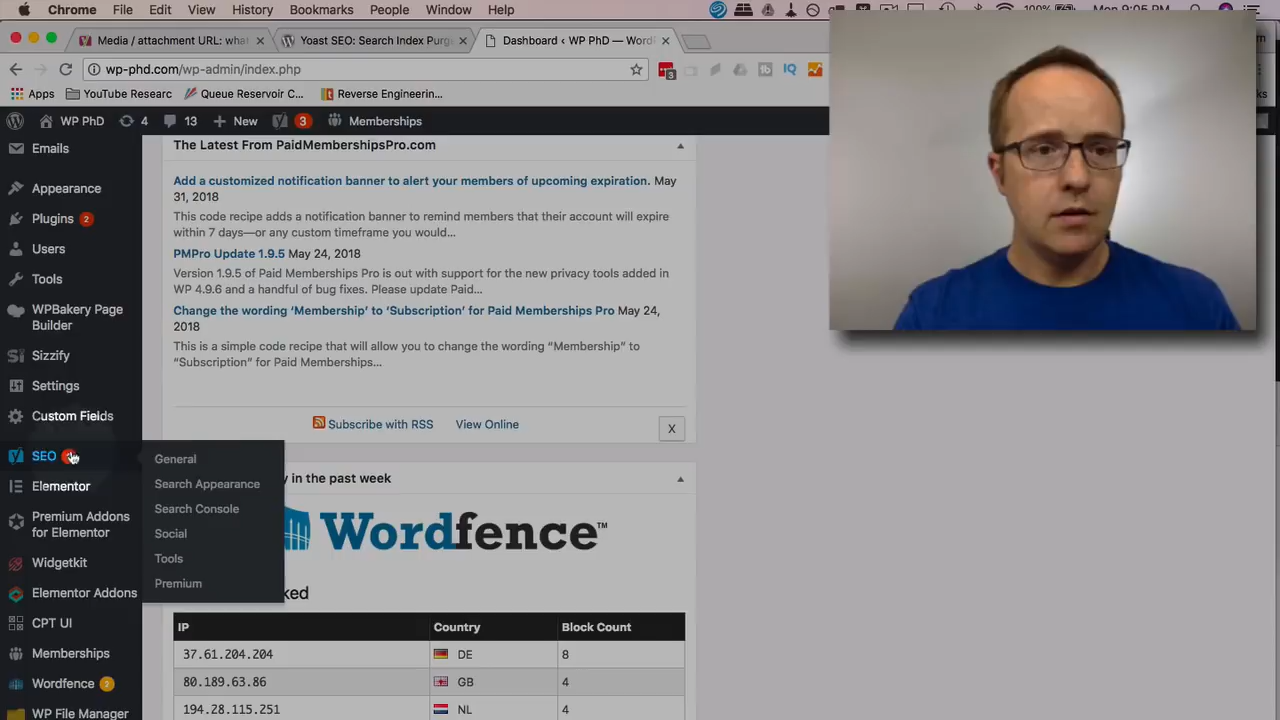 Chrome File Edit View History Bookmarks People Window Help 100% Mon 9:05 PM
Media / attachment URL: what
Yoast SEO: Search Index Purge
Dashboard ‹ WP PhD — Word
wp-phd.com/wp-admin/index.php
3
Apps YouTube Researc Queue Reservoir C... Reverse Engineerin...
WP PhD 4 13 New 3 Memberships
Emails
Appearance
Plugins 2
Users
Tools
WPBakery Page
Builder
Sizzify
Settings
Custom Fields
SEO
Elementor
Premium Addons
for Elementor
Widgetkit
Elementor Addons
CPT UI
Memberships
Wordfence 2
WP File Manager
General
Search Appearance
Search Console
Social
Tools
Premium
The Latest From PaidMembershipsPro.com
Add a customized notification banner to alert your members of upcoming expiration. May
31, 2018
This code recipe adds a notification banner to remind members that their account will expire
within 7 days—or any custom timeframe you would…
PMPro Update 1.9.5 May 24, 2018
Version 1.9.5 of Paid Memberships Pro is out with support for the new privacy tools added in
WP 4.9.6 and a handful of bug fixes. Please update Paid…
Change the wording ‘Membership’ to ‘Subscription’ for Paid Memberships Pro May 24,
2018
This is a simple code recipe that will allow you to change the wording “Membership” to
“Subscription” for Paid Memberships…
Subscribe with RSS View Online X
in the past week
Wordfence™
IP Country Block Count
37.61.204.204 DE 8
80.189.63.86 GB 4
194.28.115.251 NL 4